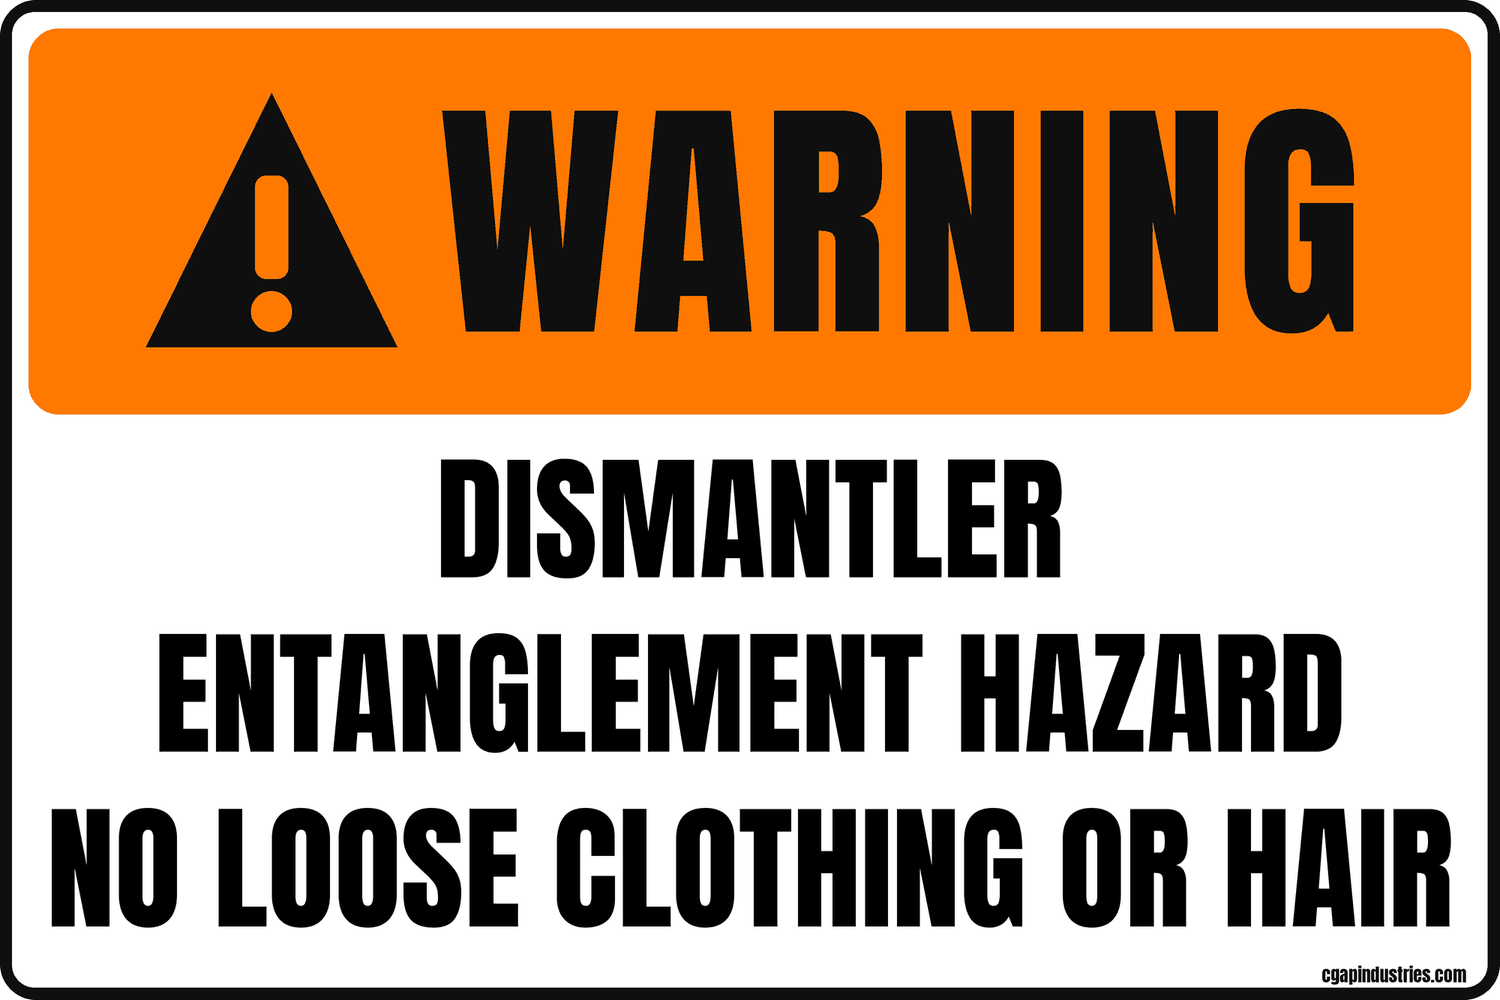 WARNING
DISMANTLER
ENTANGLEMENT HAZARD
NO LOOSE CLOTHING OR HAIR
cgapindustries.com